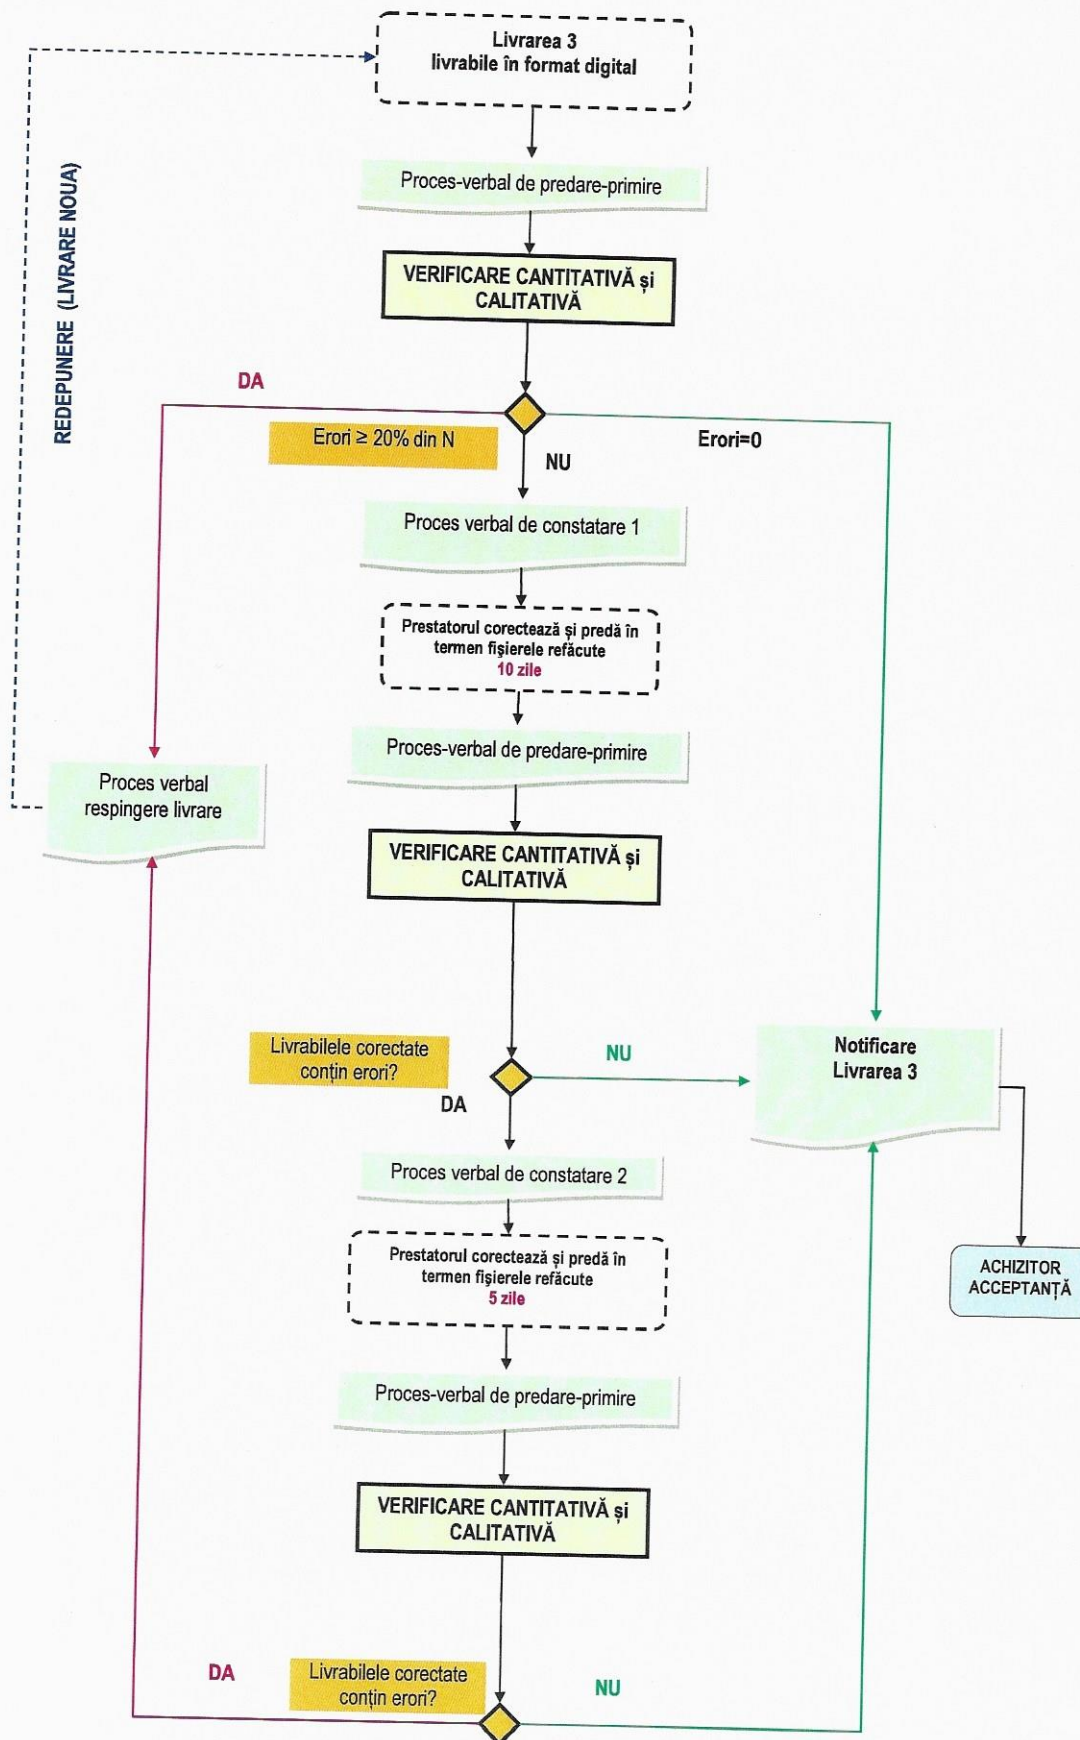 Livrarea 3
livrabile în format digital
REDEPUNERE (LIVRARE NOUA)
Proces-verbal de predare-primire
VERIFICARE CANTITATIVĂ și
CALITATIVĂ
DA
Erori ≥ 20% din N
NU
Erori=0
Proces verbal de constatare 1
Prestatorul corectează și predă în
termen fişierele refăcute
10 zile
Proces-verbal de predare-primire
Proces verbal
respingere livrare
VERIFICARE CANTITATIVĂ și
CALITATIVĂ
Livrabilele corectate
conțin erori?
NU
DA
Notificare
Livrarea 3
Proces verbal de constatare 2
Prestatorul corectează și predă în
termen fişierele refăcute
5 zile
ACHIZITOR
ACCEPTANȚĂ
Proces-verbal de predare-primire
VERIFICARE CANTITATIVĂ și
CALITATIVĂ
DA
Livrabilele corectate
conțin erori?
NU